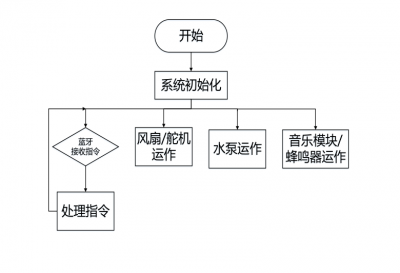 开始
系统初始化
蓝牙
接收指令
风扇/舵机
运作
水泵运作
音乐模块/
蜂鸣器运作
处理指令